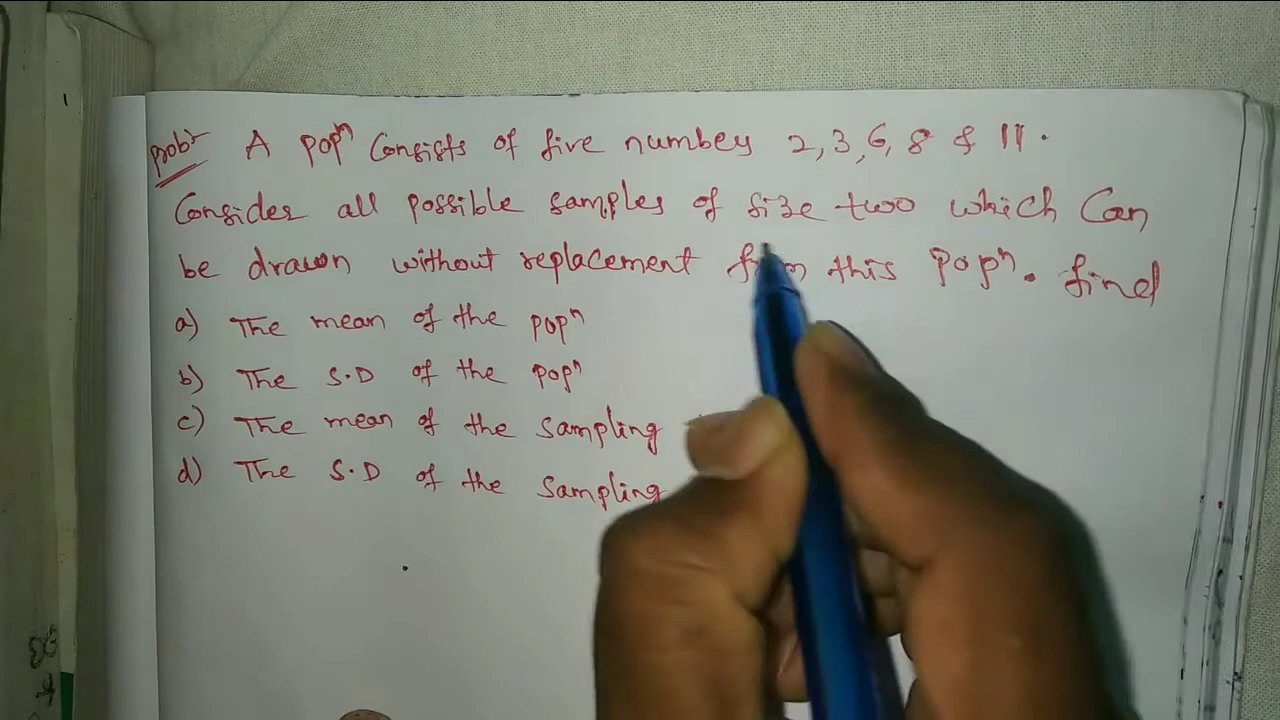 prob:- A popⁿ Consists of five numbers 2,3,6, 8 & 11.
Consider all possible samples of size two which Can
be drawn without replacement from this popⁿ. find
a) The mean of the popⁿ
b) The S.D of the popⁿ
c) The mean of the sampling
d) The S.D of the sampling